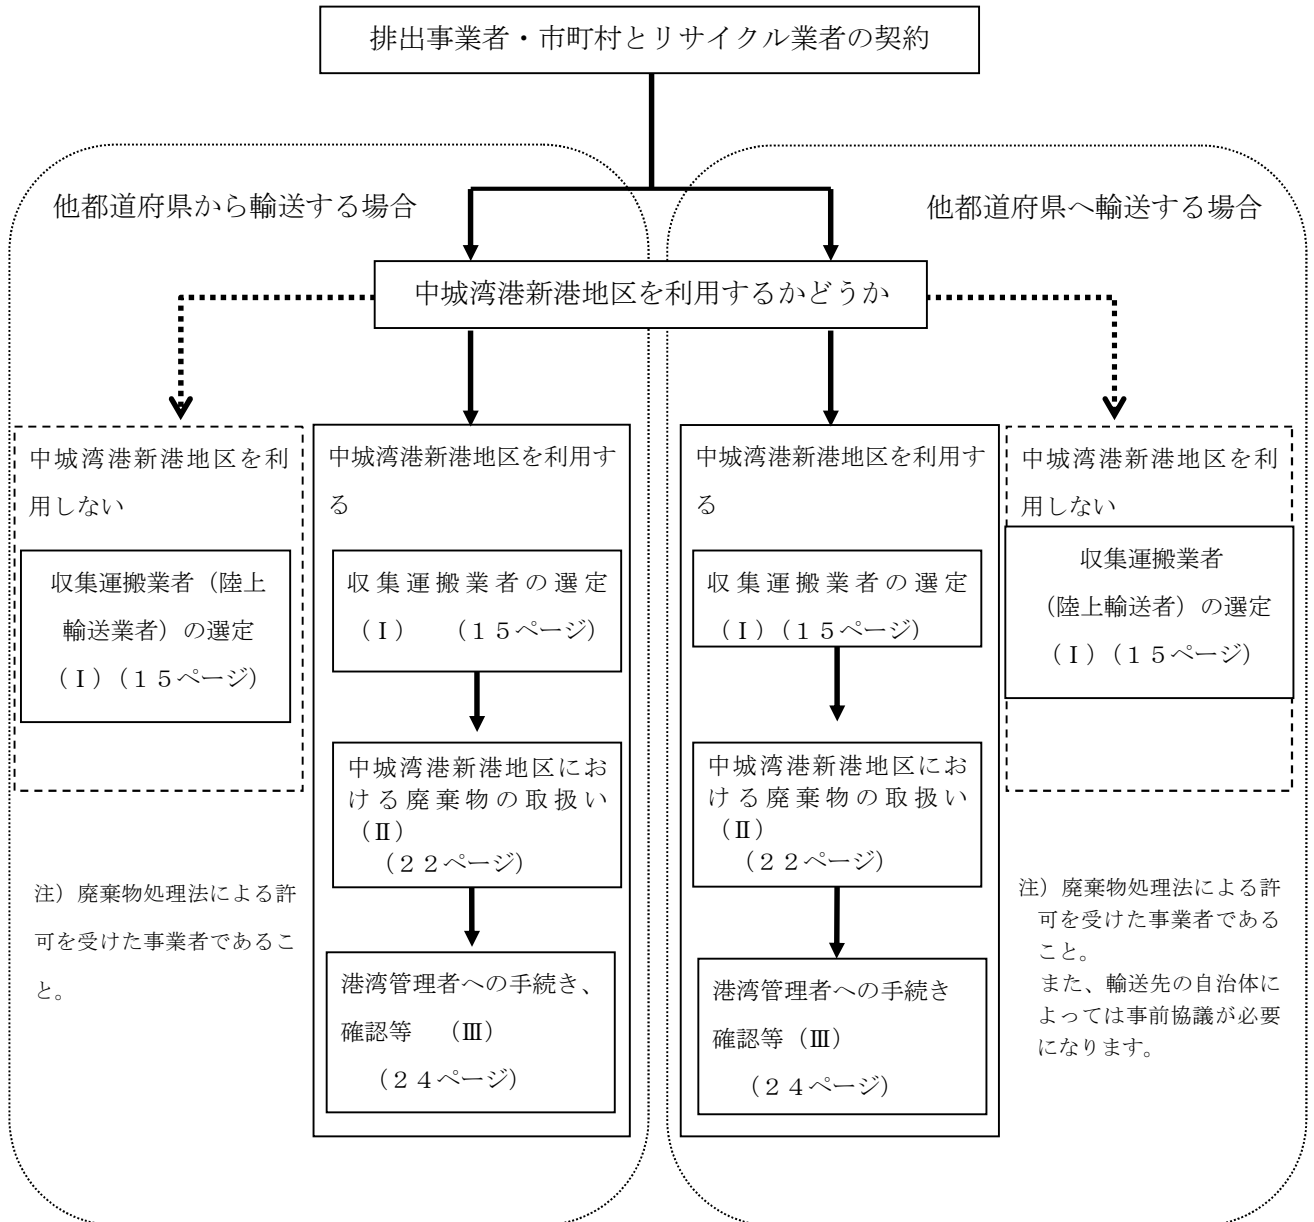 排出事業者・市町村とリサイクル業者の契約
他都道府県から輸送する場合
他都道府県へ輸送する場合
中城湾港新港地区を利用するかどうか
中城湾港新港地区を利
用しない
収集運搬業者（陸上
輸送業者）の選定
（Ⅰ）（１５ページ）
注）廃棄物処理法による許
可を受けた事業者であるこ
と。
中城湾港新港地区を利用す
る
収集運搬業者の選定
（Ⅰ）　（１５ページ）
中城湾港新港地区にお
ける廃棄物の取扱い
（Ⅱ）
（２２ページ）
港湾管理者への手続き、
確認等　（Ⅲ）
（２４ページ）
中城湾港新港地区を利用す
る
収集運搬業者の選定
（Ⅰ）（１５ページ）
中城湾港新港地区にお
ける廃棄物の取扱い
（Ⅱ）
（２２ページ）
港湾管理者への手続き
確認等（Ⅲ）
（２４ページ）
中城湾港新港地区を利
用しない
収集運搬業者
（陸上輸送者）の選定
（Ⅰ）（１５ページ）
注）廃棄物処理法による許
可を受けた事業者である
こと。
また、輸送先の自治体に
よっては事前協議が必要
になります。